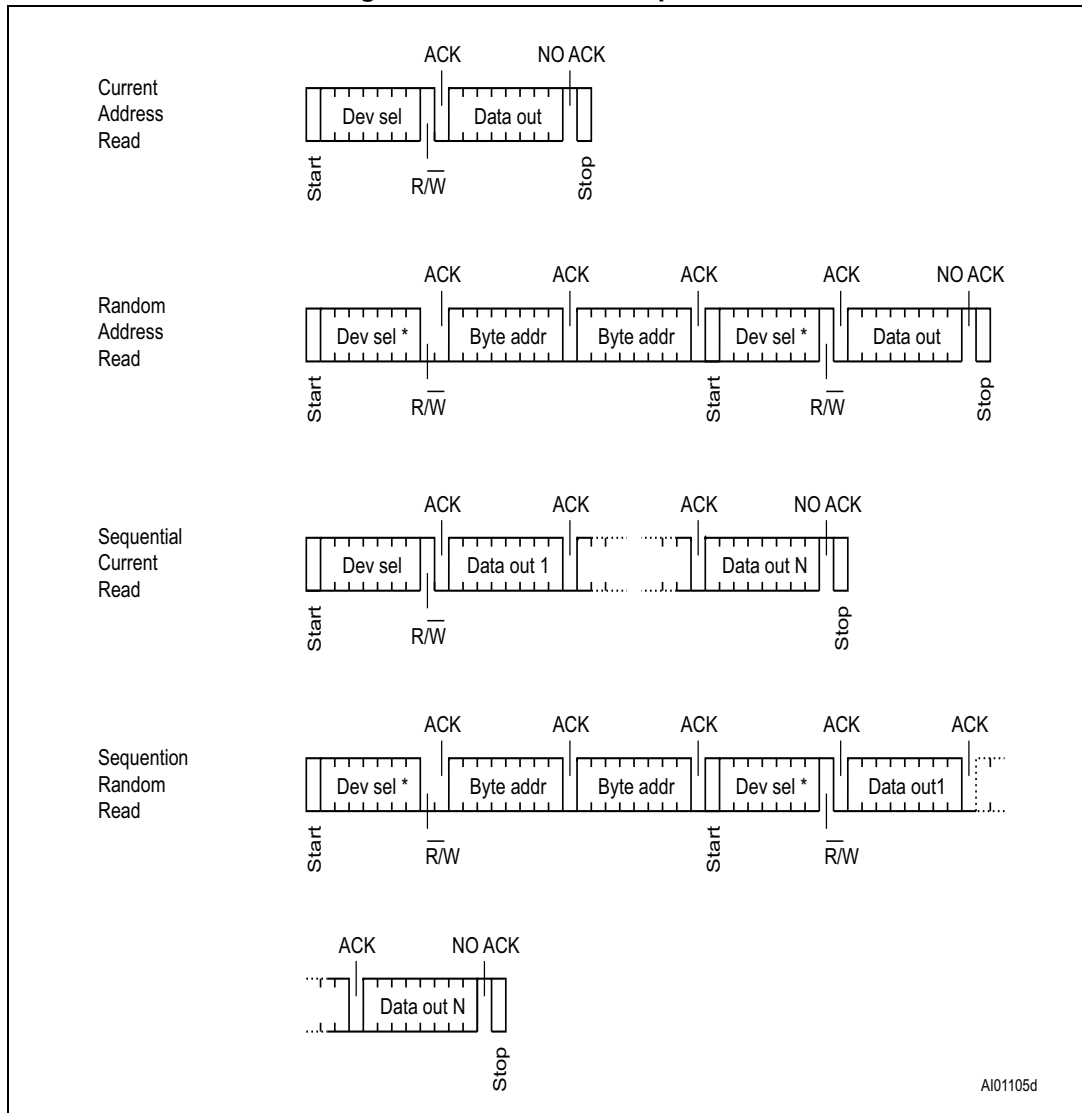 ACK NO ACK
Current
Address
Read
Dev sel Data out
Start R/W̅ Stop
ACK ACK ACK ACK NO ACK
Random
Address
Read
Dev sel * Byte addr Byte addr Dev sel * Data out
Start R/W̅ Start R/W̅ Stop
ACK ACK ACK NO ACK
Sequential
Current
Read
Dev sel Data out 1 Data out N
Start R/W̅ Stop
ACK ACK ACK ACK ACK
Sequention
Random
Read
Dev sel * Byte addr Byte addr Dev sel * Data out1
Start R̅/W Start R̅/W
ACK NO ACK
Data out N
Stop
AI01105d